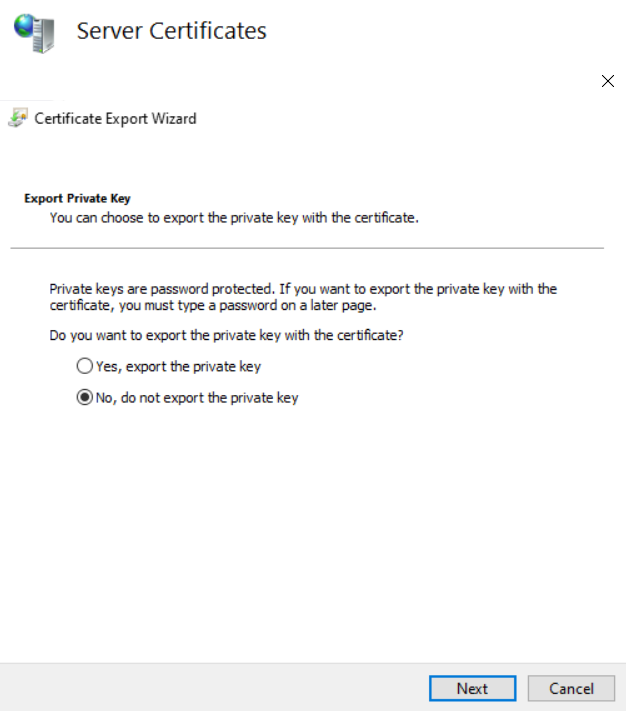 Server Certificates
Certificate Export Wizard
Export Private Key
You can choose to export the private key with the certificate.
Private keys are password protected. If you want to export the private key with the
certificate, you must type a password on a later page.
Do you want to export the private key with the certificate?
Yes, export the private key
No, do not export the private key
Next
Cancel